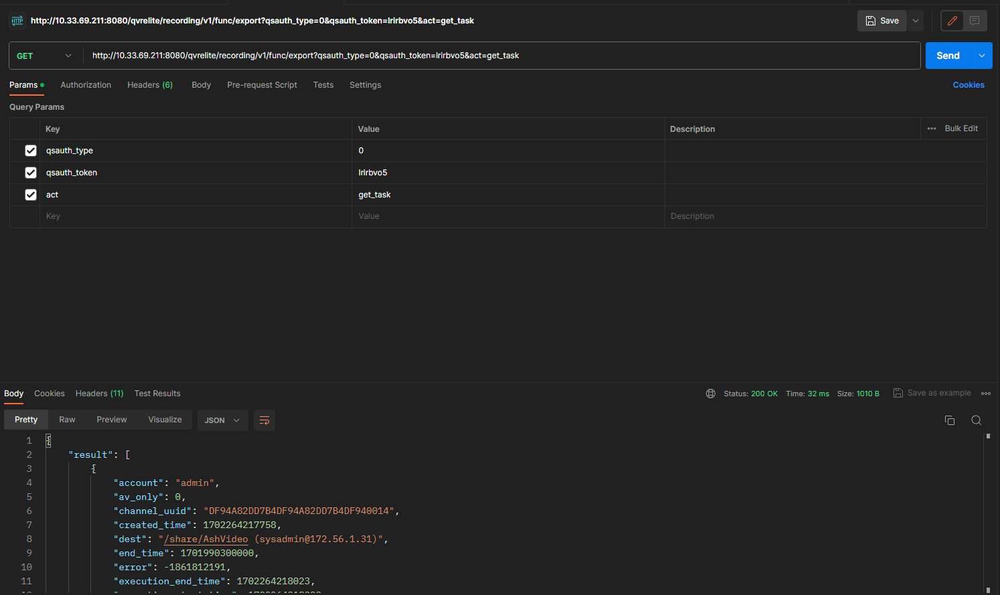 HTTP http://10.33.69.211:8080/qvrelite/recording/v1/func/export?qsauth_type=0&qsauth_token=lrirbvo5&act=get_task Save
GET http://10.33.69.211:8080/qvrelite/recording/v1/func/export?qsauth_type=0&qsauth_token=lrirbvo5&act=get_task Send
Params Authorization Headers (6) Body Pre-request Script Tests Settings Cookies
Query Params
Key Value Description Bulk Edit
qsauth_type 0
qsauth_token lrirbvo5
act get_task
Key Value Description
Body Cookies Headers (11) Test Results Status: 200 OK Time: 32 ms Size: 1010 B Save as example
Pretty Raw Preview Visualize JSON
1 {
2 "result": [
3 {
4 "account": "admin",
5 "av_only": 0,
6 "channel_uuid": "DF94A82DD7B4DF94A82DD7B4DF940014",
7 "created_time": 1702264217758,
8 "dest": "/share/AshVideo (sysadmin@172.56.1.31)",
9 "end_time": 1701990300000,
10 "error": -1861812191,
11 "execution_end_time": 1702264218023,